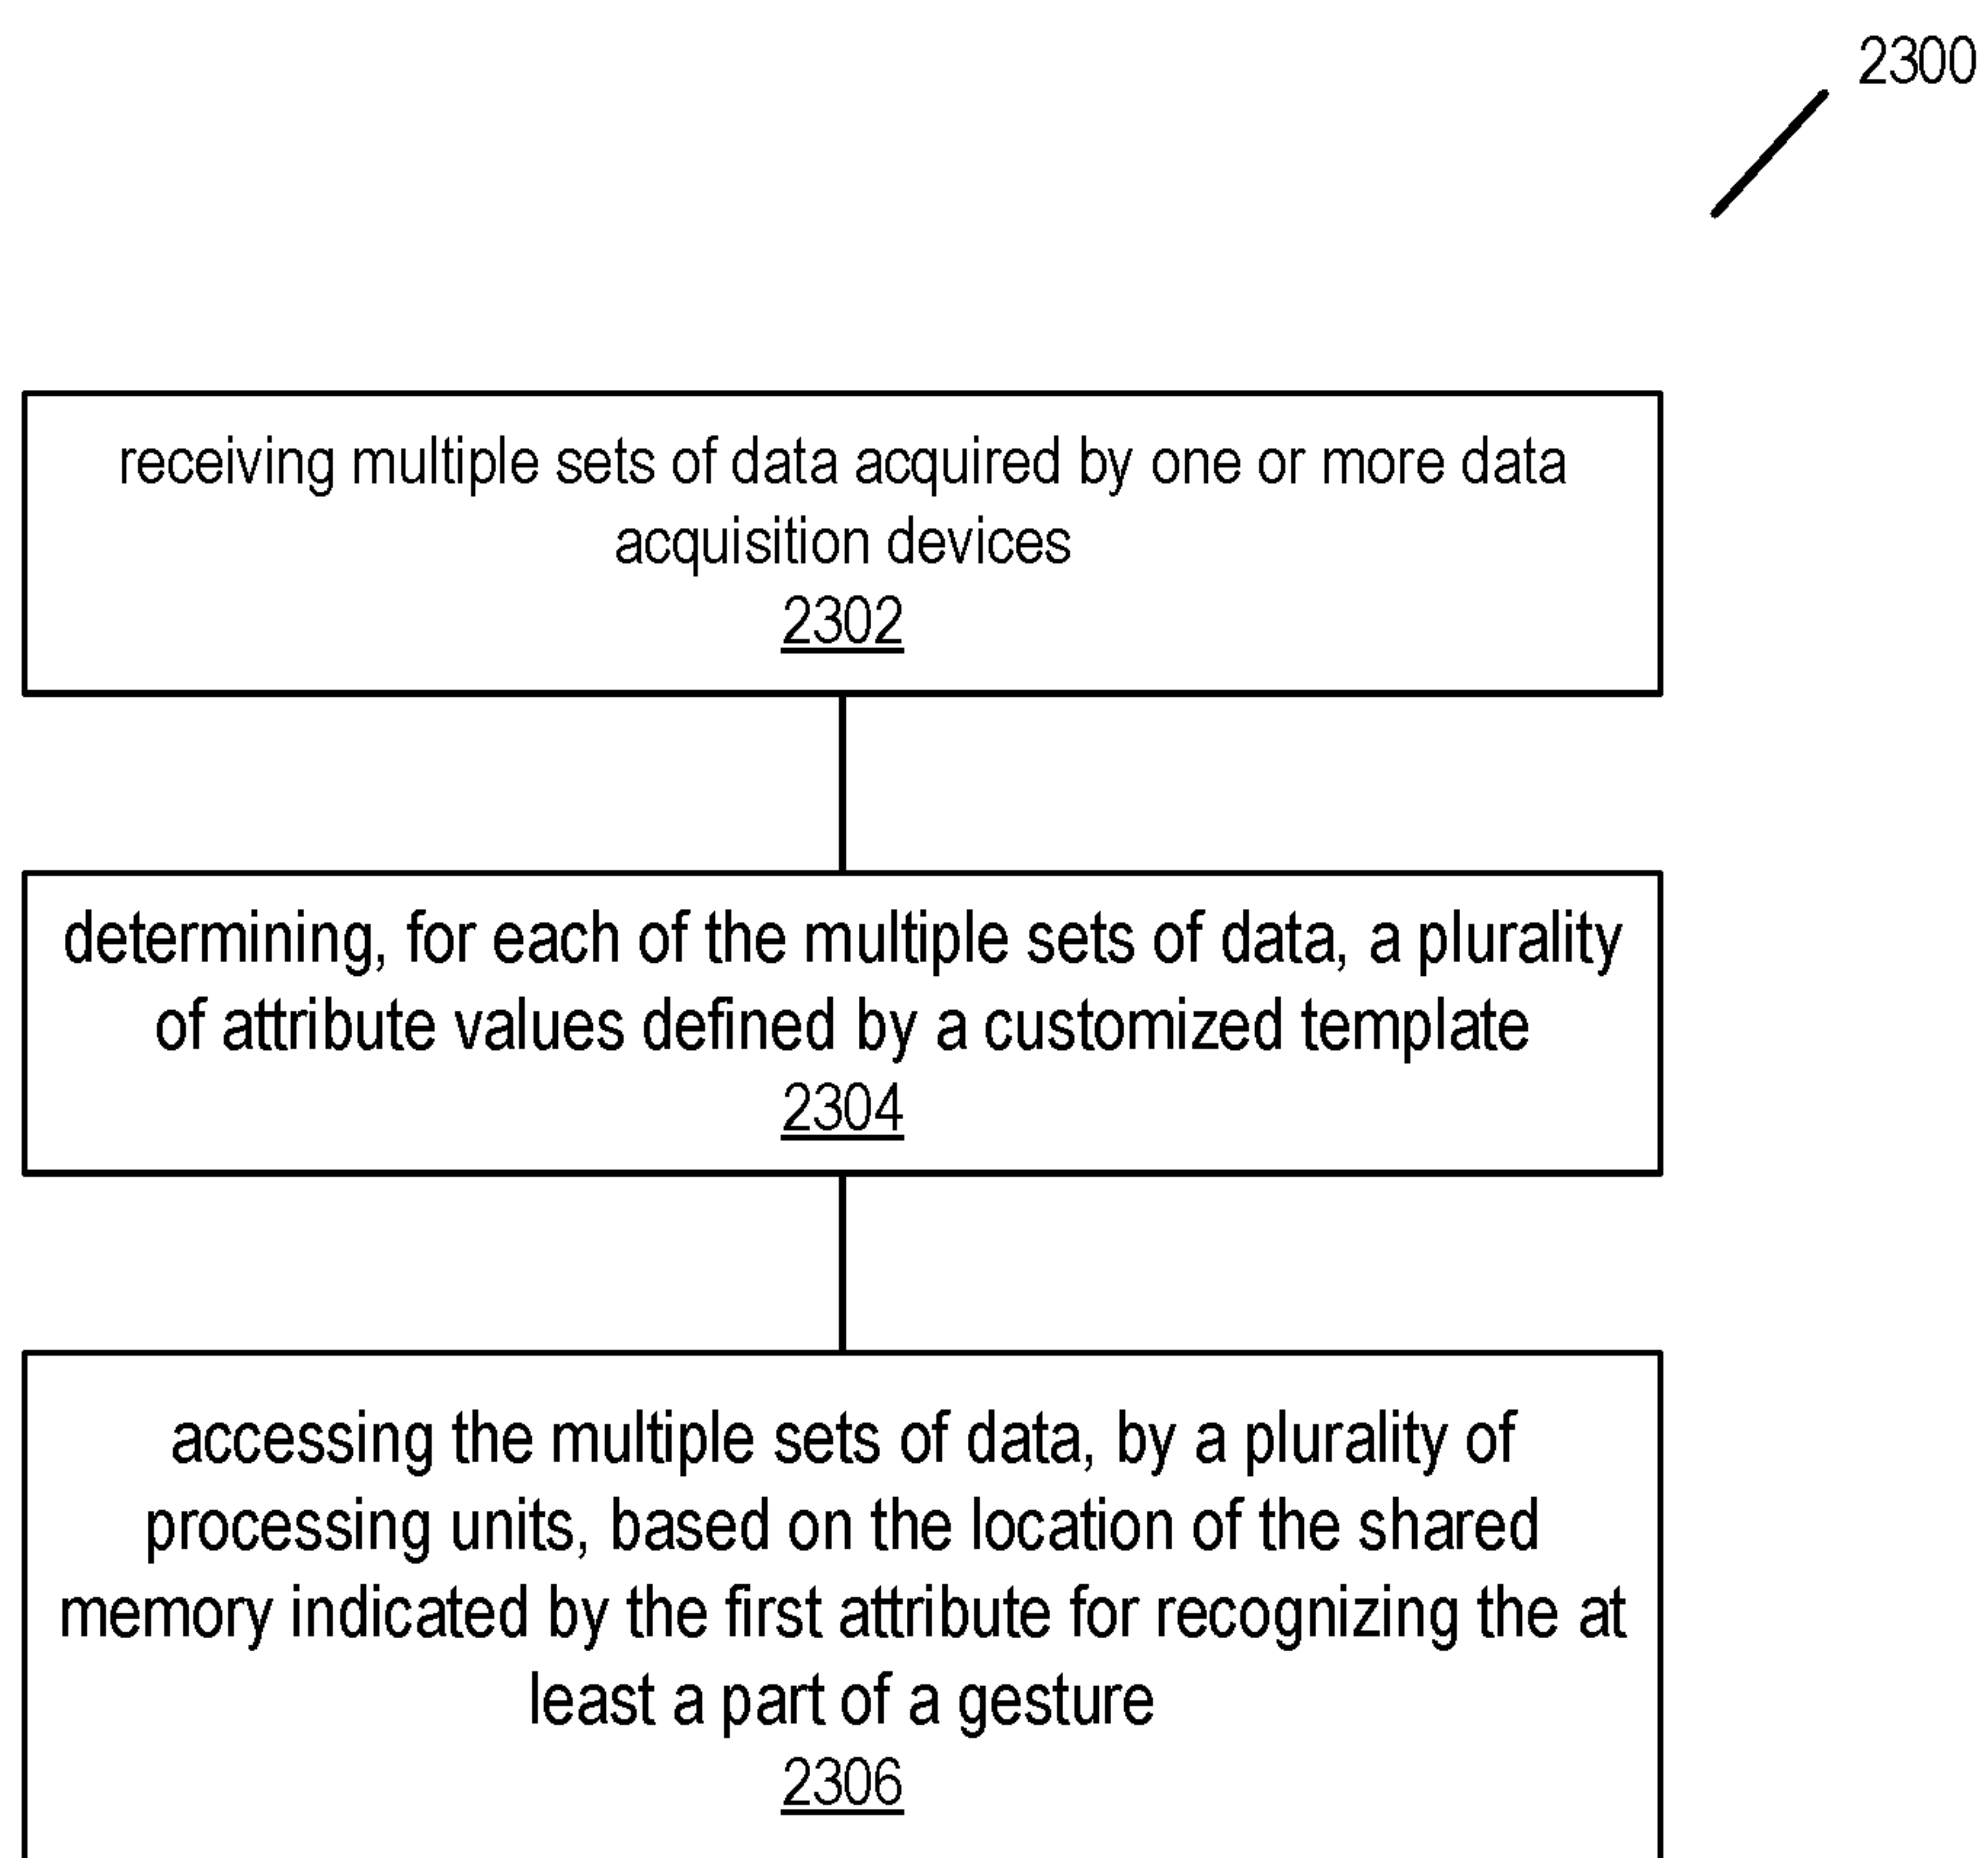 2300
receiving multiple sets of data acquired by one or more data
acquisition devices
2302
determining, for each of the multiple sets of data, a plurality
of attribute values defined by a customized template
2304
accessing the multiple sets of data, by a plurality of
processing units, based on the location of the shared
memory indicated by the first attribute for recognizing the at
least a part of a gesture
2306